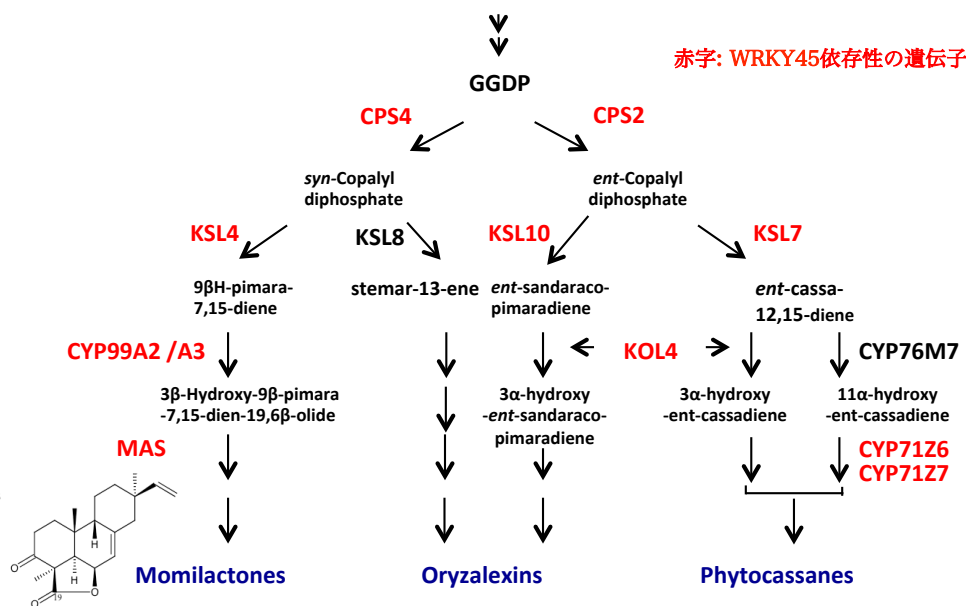 赤字: WRKY45依存性の遺伝子
GGDP
CPS4
CPS2
syn-Copalyl
diphosphate
ent-Copalyl
diphosphate
KSL4
KSL8
KSL10
KSL7
9βH-pimara-
7,15-diene
stemar-13-ene
ent-sandaraco-
pimaradiene
ent-cassa-
12,15-diene
CYP99A2 /A3
KOL4
CYP76M7
3β-Hydroxy-9β-pimara
-7,15-dien-19,6β-olide
3α-hydroxy
-ent-sandaraco-
pimaradiene
3α-hydroxy
-ent-cassadiene
11α-hydroxy
-ent-cassadiene
MAS
CYP71Z6
CYP71Z7
H
H
O
O
O
19
Momilactones
Oryzalexins
Phytocassanes